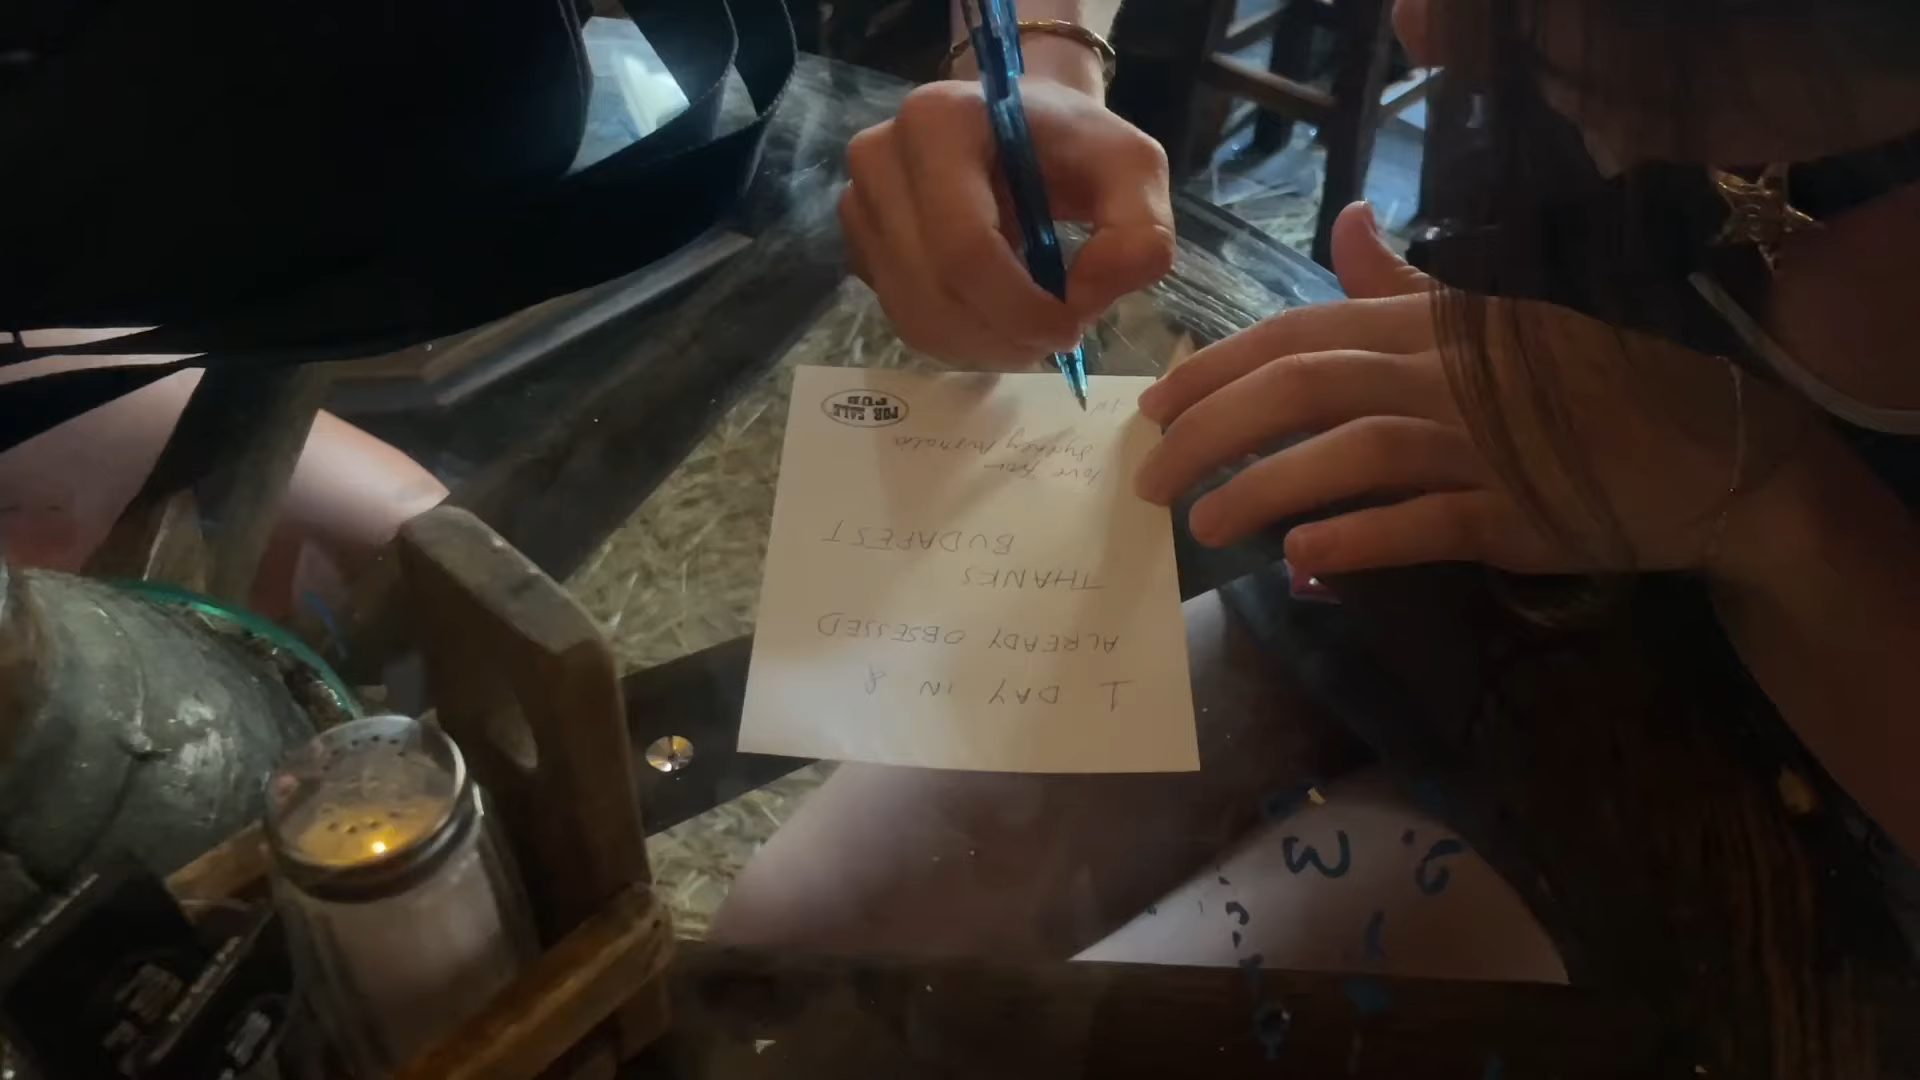 1 DAY IN &
ALREADY OBSESSED
THANKS
BUDAPEST
love from
Sydney Australia
FOR SALE
PUB